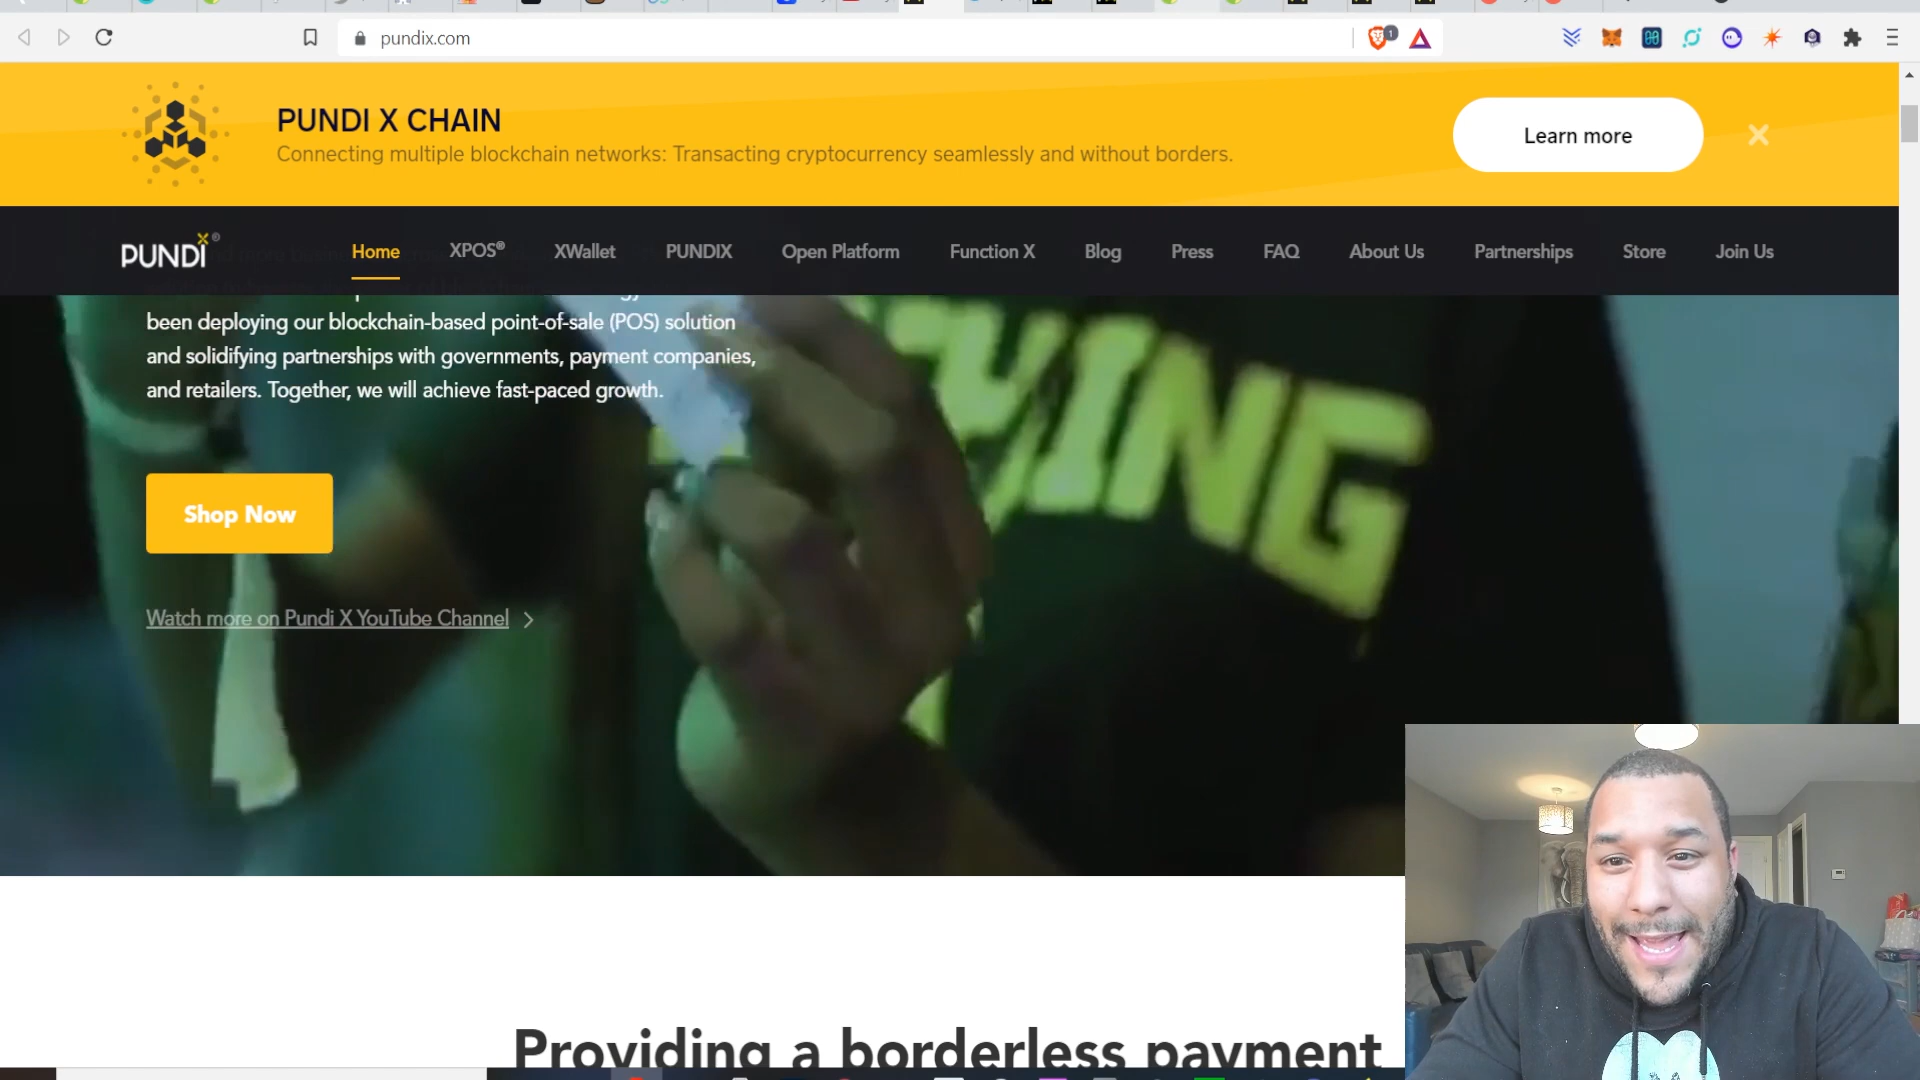 pundix.com
1
PUNDI X CHAIN
Connecting multiple blockchain networks: Transacting cryptocurrency seamlessly and without borders.
Learn more
PUNDI X ®
Home XPOS® XWallet PUNDIX Open Platform Function X Blog Press FAQ About Us Partnerships Store Join Us
been deploying our blockchain-based point-of-sale (POS) solution
and solidifying partnerships with governments, payment companies,
and retailers. Together, we will achieve fast-paced growth.
Shop Now
Watch more on Pundi X YouTube Channel
Providing a borderless payment